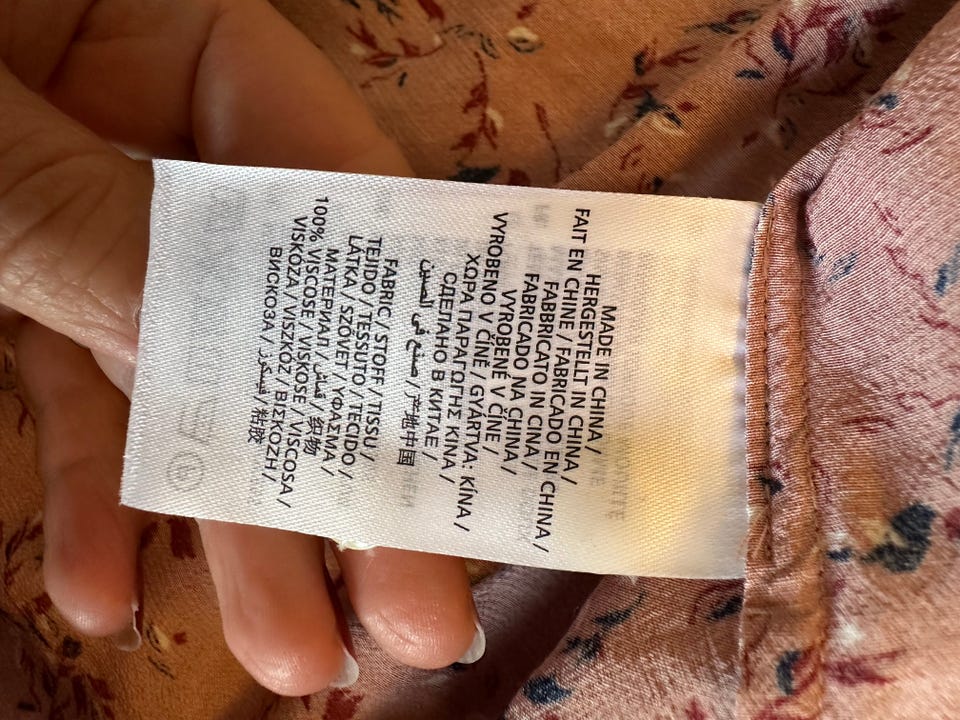 MADE IN CHINA /
HERGESTELLT IN CHINA /
FAIT EN CHINE / FABRICADO EN CHINA /
FABBRICATO IN CINA /
FABRICADO NA CHINA /
VYROBENÉ V ČÍNE /
VYROBENO V ČÍNĚ / GYÁRTVA: KÍNA /
ΧΩΡΑ ΠΑΡΑΓΩΓΗΣ ΚΙΝΑ /
СДЕЛАНО В КИТАЕ /
صنع في الصين / 产地中国
FABRIC / STOFF / TISSU /
TEJIDO / TESSUTO / TECIDO /
LÁTKA / SZÖVET / ΥΦΑΣΜΑ /
МАТЕРИАЛ / قماش / 织物
100% VISCOSE / VISKOSE / VISCOSA /
VISKÓZA / VISZKÓZ / ΒΙΣΚΟΖΗ /
ВИСКОЗА / فيسكوز / 粘胶